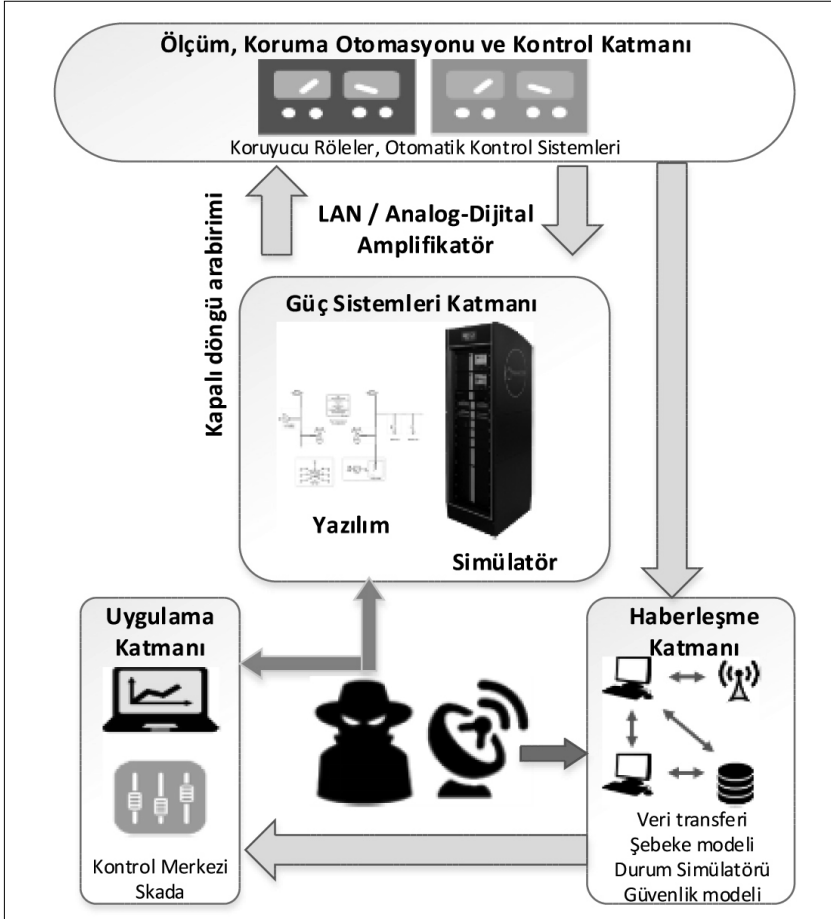 Ölçüm, Koruma Otomasyonu ve Kontrol Katmanı
Koruyucu Röleler, Otomatik Kontrol Sistemleri
Kapalı döngü arabirimi
LAN / Analog-Dijital
Amplifikatör
Güç Sistemleri Katmanı
Yazılım
Simülatör
Uygulama
Katmanı
Kontrol Merkezi
Skada
Haberleşme
Katmanı
Veri transferi
Şebeke modeli
Durum Simülatörü
Güvenlik modeli